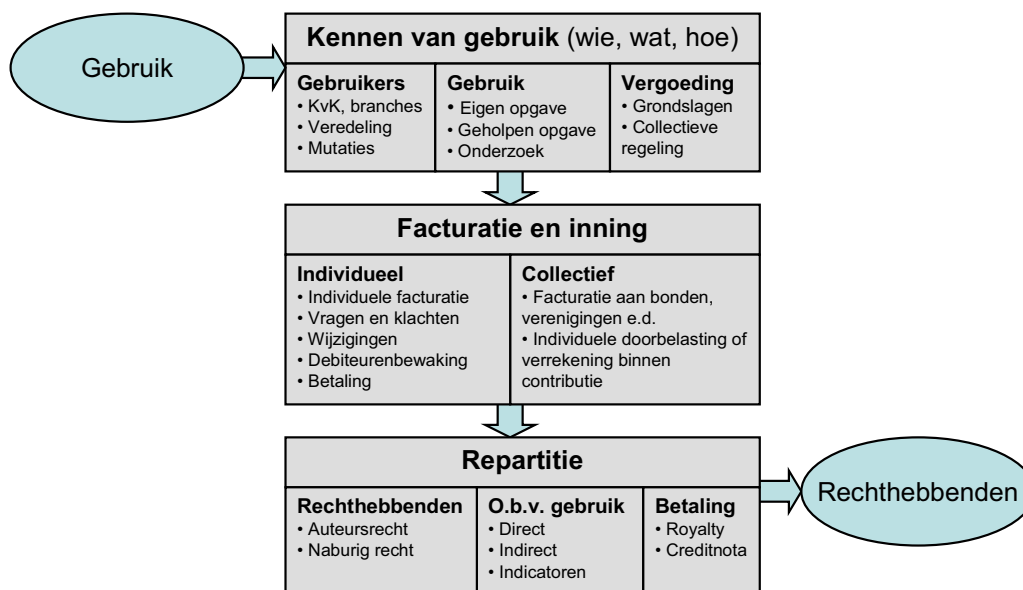 Gebruik
Kennen van gebruik (wie, wat, hoe)
Gebruikers
• KvK, branches
• Veredeling
• Mutaties
Gebruik
• Eigen opgave
• Geholpen opgave
• Onderzoek
Vergoeding
• Grondslagen
• Collectieve
regeling
Facturatie en inning
Individueel
• Individuele facturatie
• Vragen en klachten
• Wijzigingen
• Debiteurenbewaking
• Betaling
Collectief
• Facturatie aan bonden,
verenigingen e.d.
• Individuele doorbelasting of
verrekening binnen
contributie
Repartitie
Rechthebbenden
• Auteursrecht
• Naburig recht
O.b.v. gebruik
• Direct
• Indirect
• Indicatoren
Betaling
• Royalty
• Creditnota
Rechthebbenden